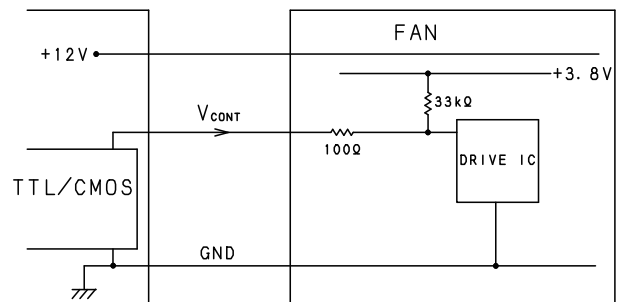 FAN
+12V
+3.8V
33kΩ
VCONT
100Ω
DRIVE IC
TTL/CMOS
GND